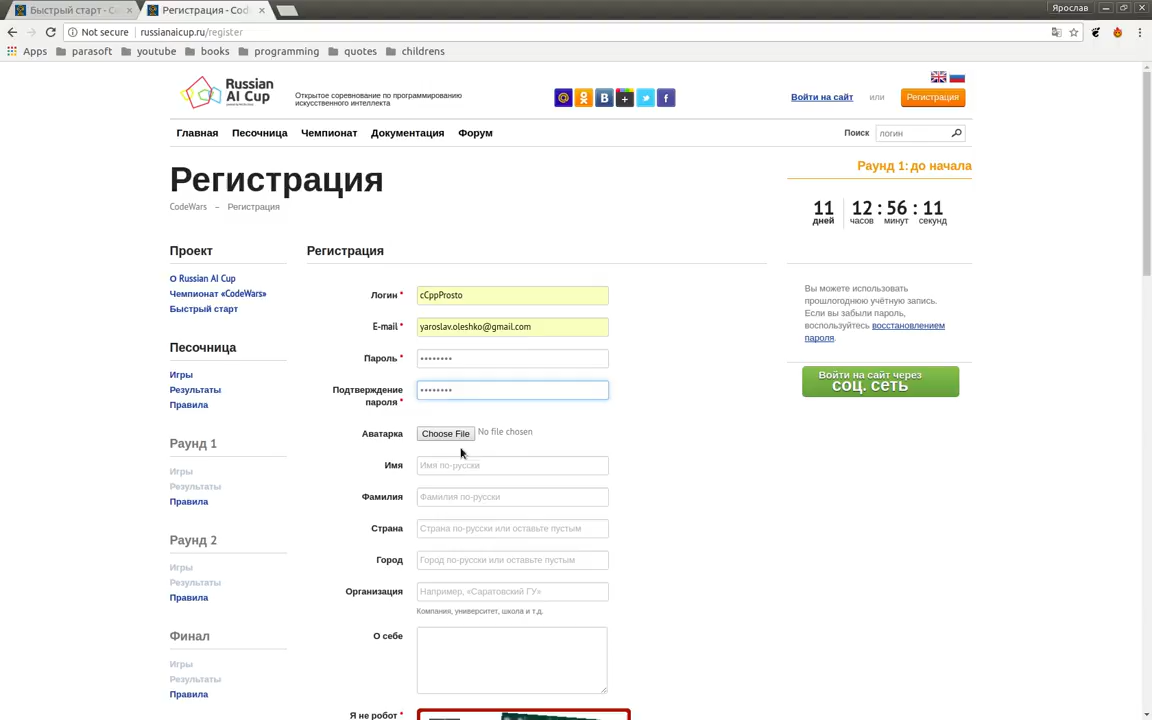 Быстрый старт - C
Регистрация - Cod
Ярослав
Not secure
russianaicup.ru/register
Apps
parasoft
youtube
books
programming
quotes
childrens
Russian
AI Cup
Открытое соревнование по программированию
искусственного интеллекта
Войти на сайт
или
Регистрация
Главная
Песочница
Чемпионат
Документация
Форум
Поиск
логин
Регистрация
CodeWars – Регистрация
Раунд 1: до начала
11 12 : 56 : 11
дней часов минут секунд
Проект
О Russian AI Cup
Чемпионат «CodeWars»
Быстрый старт
Песочница
Игры
Результаты
Правила
Раунд 1
Игры
Результаты
Правила
Раунд 2
Игры
Результаты
Правила
Финал
Игры
Результаты
Правила
Регистрация
Логин * cCppProsto
E-mail * yaroslav.oleshko@gmail.com
Пароль * ••••••••
Подтверждение
пароля * ••••••••
Аватарка Choose File No file chosen
Имя Имя по-русски
Фамилия Фамилия по-русски
Страна Страна по-русски или оставьте пустым
Город Город по-русски или оставьте пустым
Организация Например, «Саратовский ГУ»
Компания, университет, школа и т.д.
О себе
Я не робот *
Вы можете использовать
прошлогоднюю учётную запись.
Если вы забыли пароль,
воспользуйтесь восстановлением
пароля.
Войти на сайт через
соц. сеть